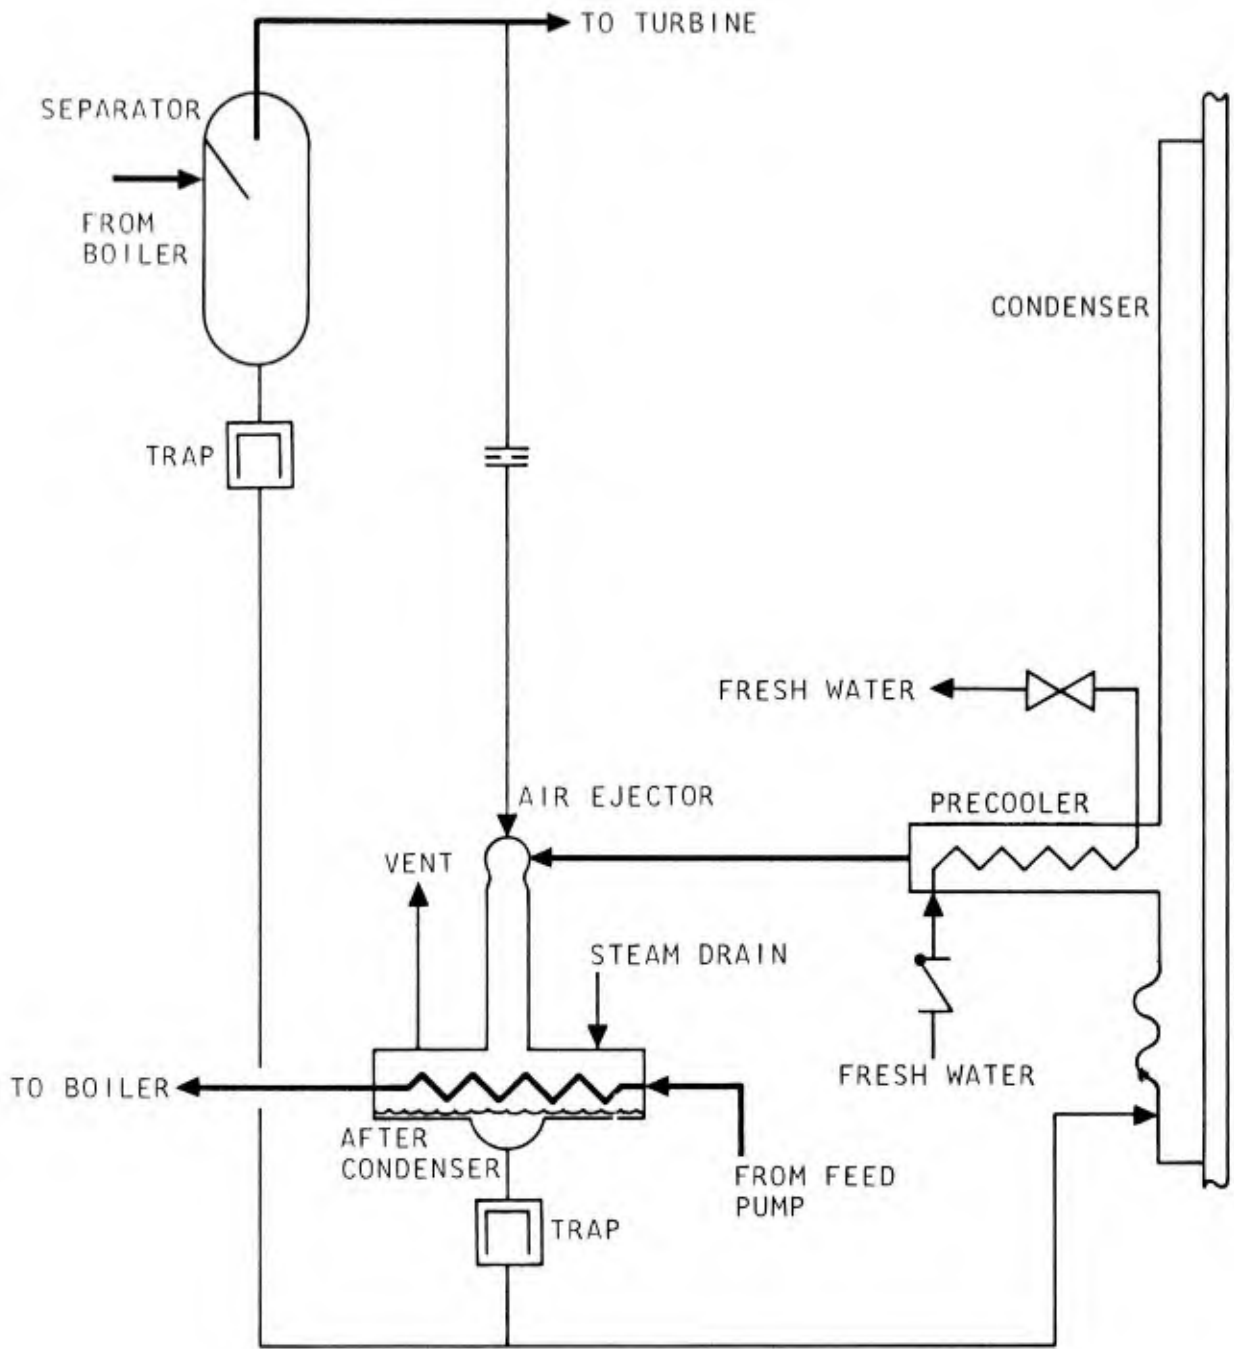 TO TURBINE
SEPARATOR
FROM
BOILER
CONDENSER
TRAP
FRESH WATER
AIR EJECTOR
PRECOOLER
VENT
STEAM DRAIN
TO BOILER
FRESH WATER
AFTER
CONDENSER
FROM FEED
PUMP
TRAP